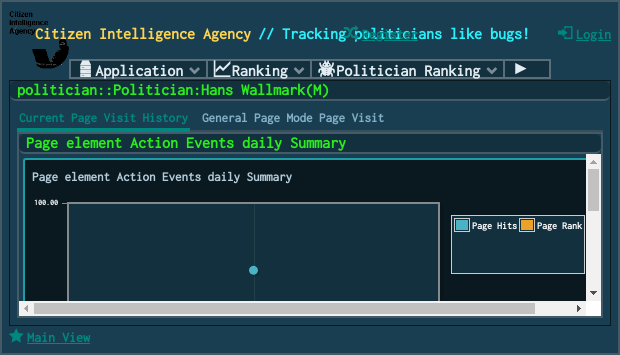 Citizen
Intelligence
Agency
Citizen Intelligence Agency // Tracking politicians like bugs!
Register
Login
Application
Ranking
Politician Ranking
politician::Politician:Hans Wallmark(M)
Current Page Visit History
General Page Mode Page Visit
Page element Action Events daily Summary
Page element Action Events daily Summary
100.00
Page Hits
Page Rank
Main View